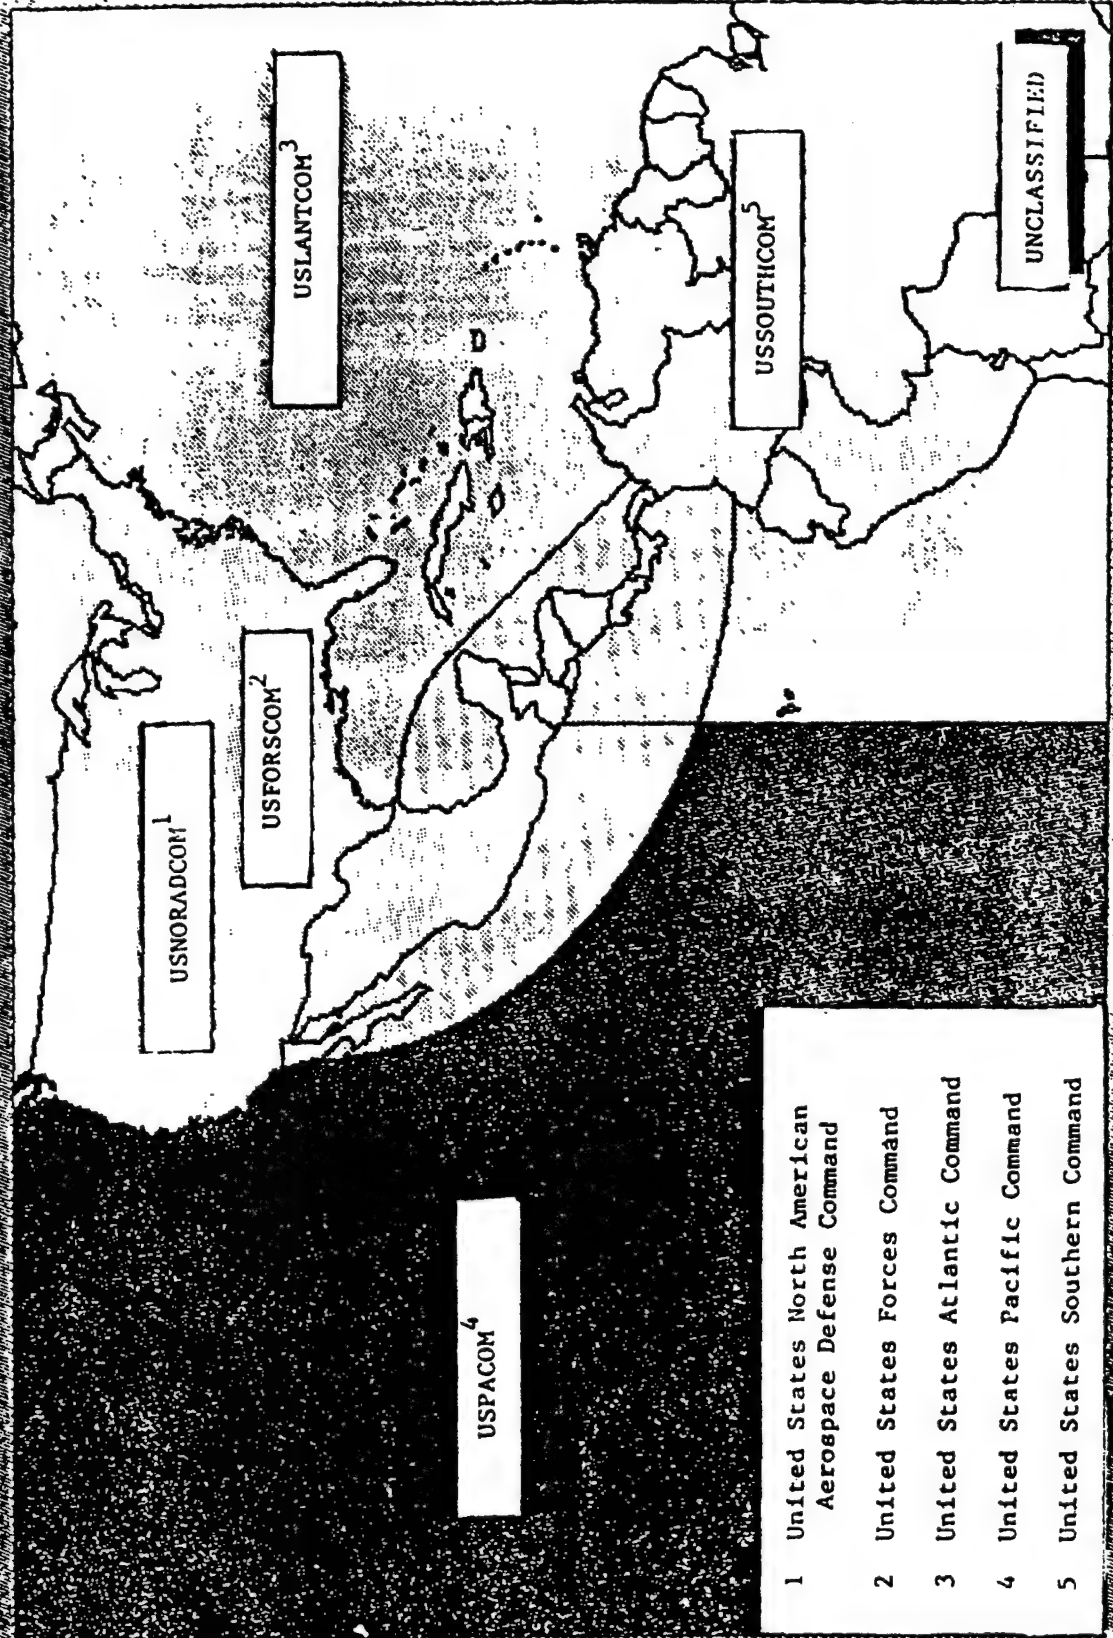 USNORADCOM1
USFORSCOM2
USLANTCOM3
USPACOM4
USSOUTHCOM5
UNCLASSIFIED
1 United States North American
Aerospace Defense Command
2 United States Forces Command
3 United States Atlantic Command
4 United States Pacific Command
5 United States Southern Command